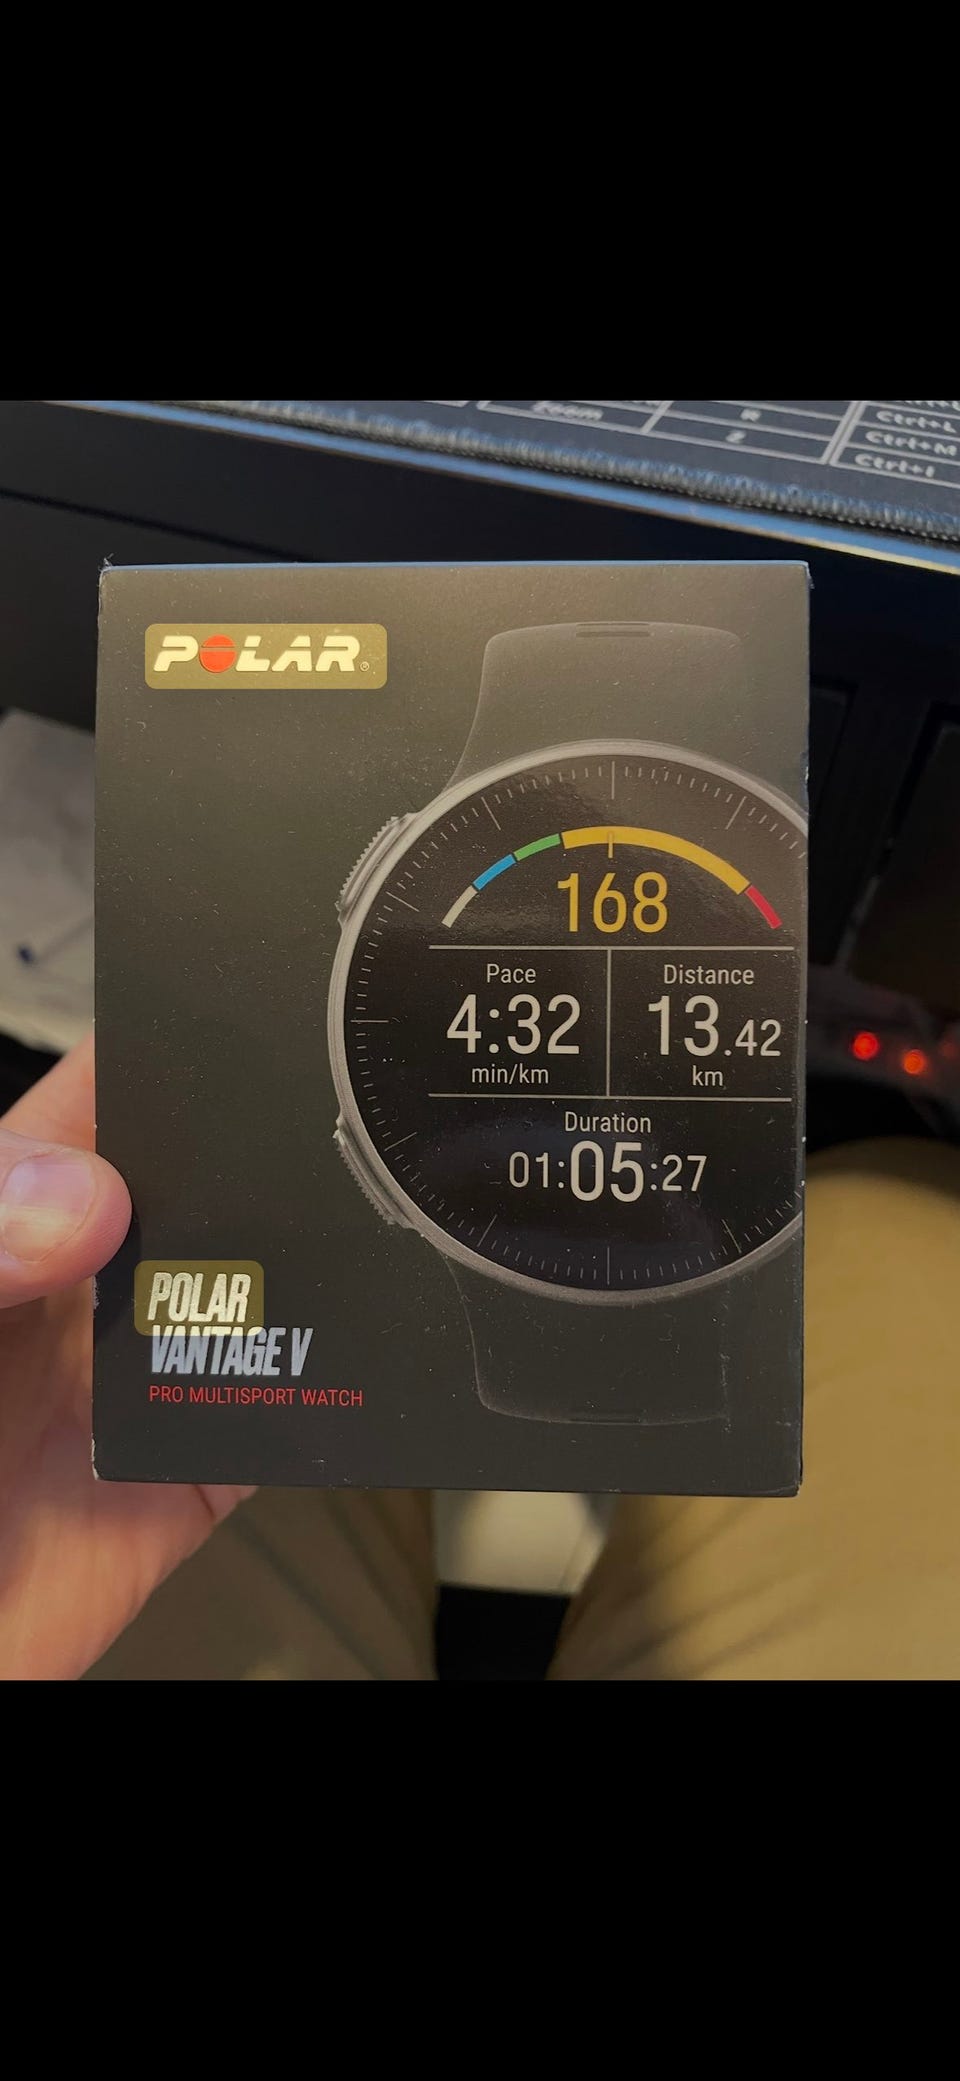 Zoom
R
Z
Ctrl+L
Ctrl+M
Ctrl+I
POLAR®
168
Pace
4:32
min/km
Distance
13.42
km
Duration
01:05:27
POLAR
VANTAGE V
PRO MULTISPORT WATCH